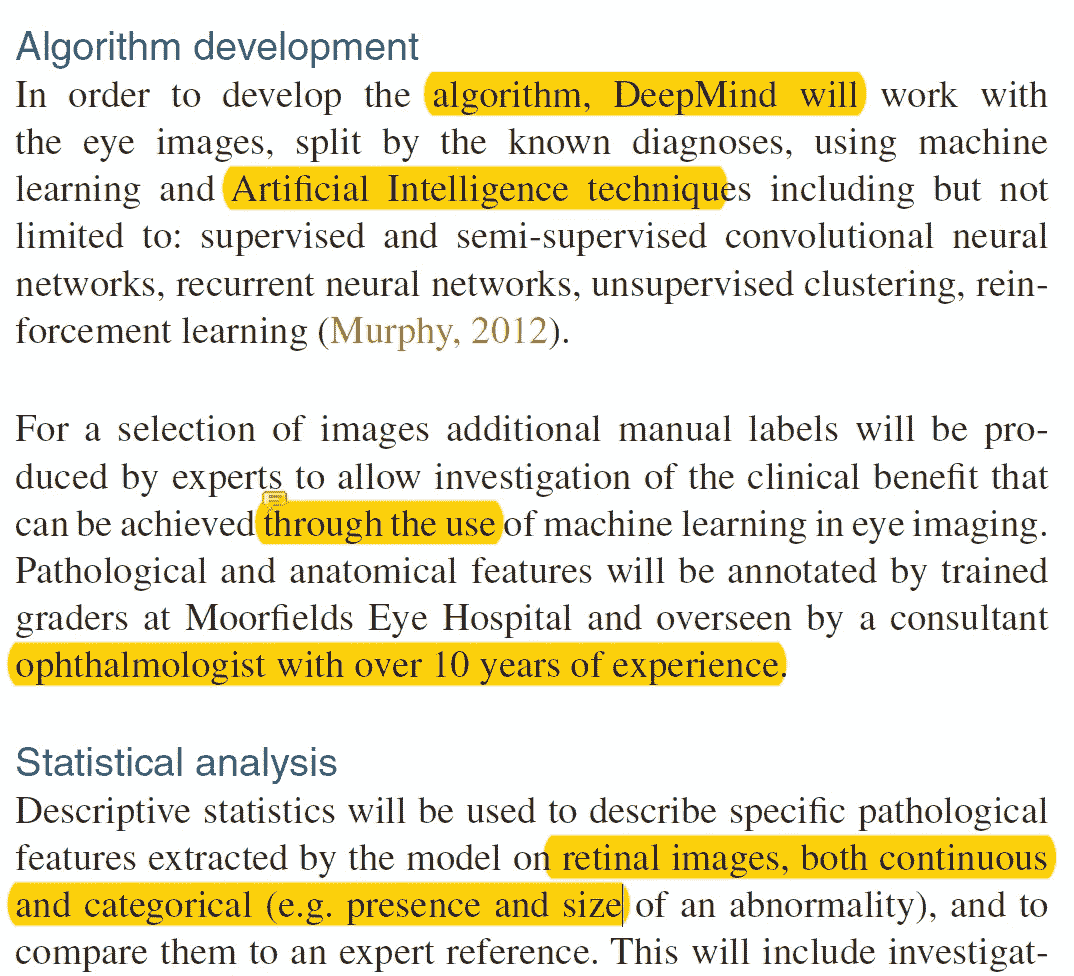 Algorithm development
In order to develop the algorithm, DeepMind will work with
the eye images, split by the known diagnoses, using machine
learning and Artificial Intelligence techniques including but not
limited to: supervised and semi-supervised convolutional neural
networks, recurrent neural networks, unsupervised clustering, rein-
forcement learning (Murphy, 2012).
For a selection of images additional manual labels will be pro-
duced by experts to allow investigation of the clinical benefit that
can be achieved through the use of machine learning in eye imaging.
Pathological and anatomical features will be annotated by trained
graders at Moorfields Eye Hospital and overseen by a consultant
ophthalmologist with over 10 years of experience.
Statistical analysis
Descriptive statistics will be used to describe specific pathological
features extracted by the model on retinal images, both continuous
and categorical (e.g. presence and size of an abnormality), and to
compare them to an expert reference. This will include investigat-